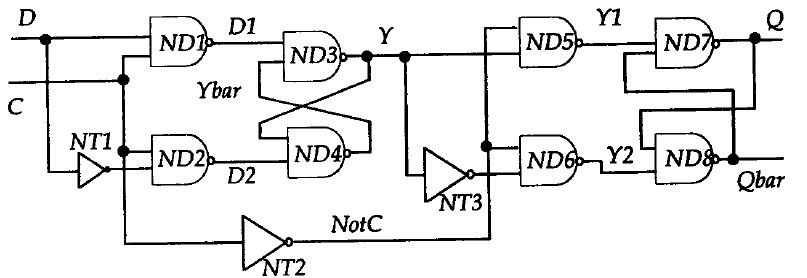 D
D1
Y
Y1
Q
ND1
ND3
ND5
ND7
C
Ybar
NT1
ND2
ND4
ND6
Y2
ND8
D2
NT3
Qbar
NotC
NT2